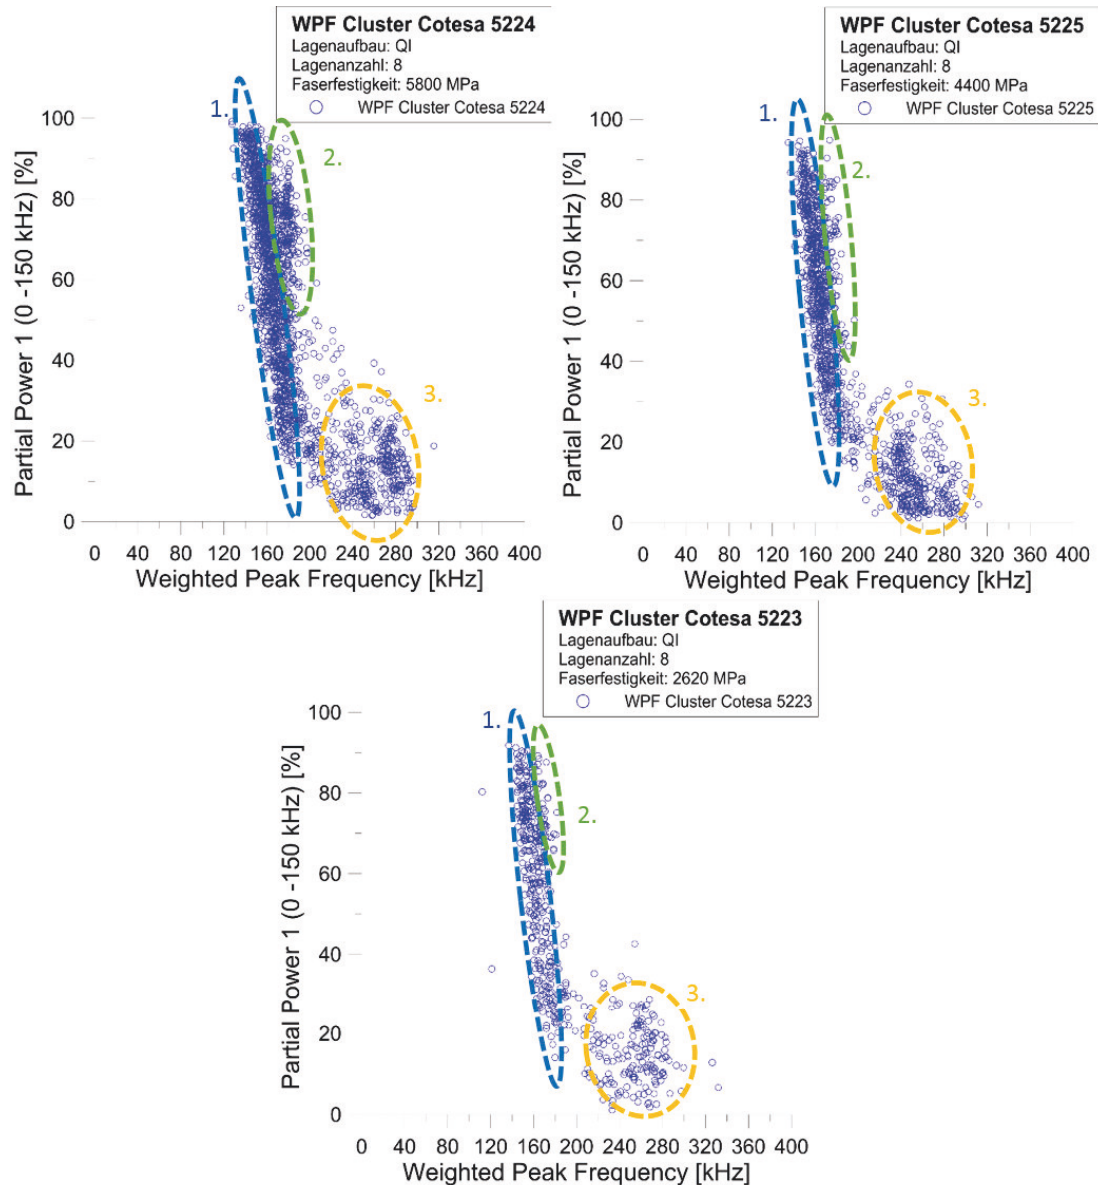 WPF Cluster Cotesa 5224
Lagenaufbau: QI
Lagenanzahl: 8
Faserfestigkeit: 5800 MPa
WPF Cluster Cotesa 5224
1.
2.
3.
Partial Power 1 (0 -150 kHz) [%]
100
80
60
40
20
0
0 40 80 120 160 200 240 280 320 360 400
Weighted Peak Frequency [kHz]
WPF Cluster Cotesa 5225
Lagenaufbau: QI
Lagenanzahl: 8
Faserfestigkeit: 4400 MPa
WPF Cluster Cotesa 5225
1.
2.
3.
Partial Power 1 (0 -150 kHz) [%]
100
80
60
40
20
0
0 40 80 120 160 200 240 280 320 360 400
Weighted Peak Frequency [kHz]
WPF Cluster Cotesa 5223
Lagenaufbau: QI
Lagenanzahl: 8
Faserfestigkeit: 2620 MPa
WPF Cluster Cotesa 5223
1.
2.
3.
Partial Power 1 (0 -150 kHz) [%]
100
80
60
40
20
0
0 40 80 120 160 200 240 280 320 360 400
Weighted Peak Frequency [kHz]